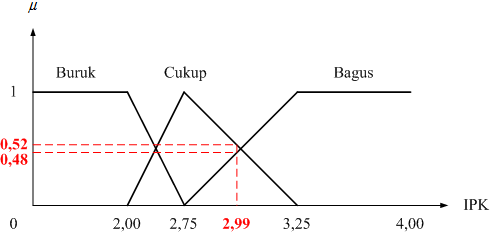 μ
Buruk Cukup Bagus
1
0,52
0,48
0 2,00 2,75 2,99 3,25 4,00 IPK